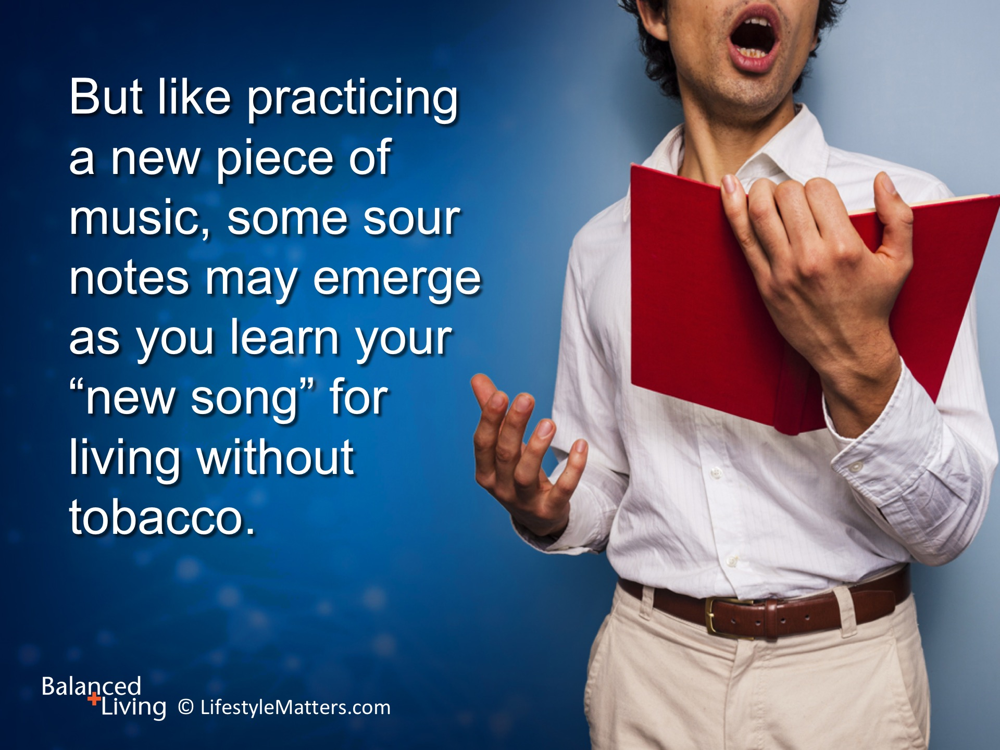 But like practicing
a new piece of
music, some sour
notes may emerge
as you learn your
“new song” for
living without
tobacco.
Balanced
Living © LifestyleMatters.com